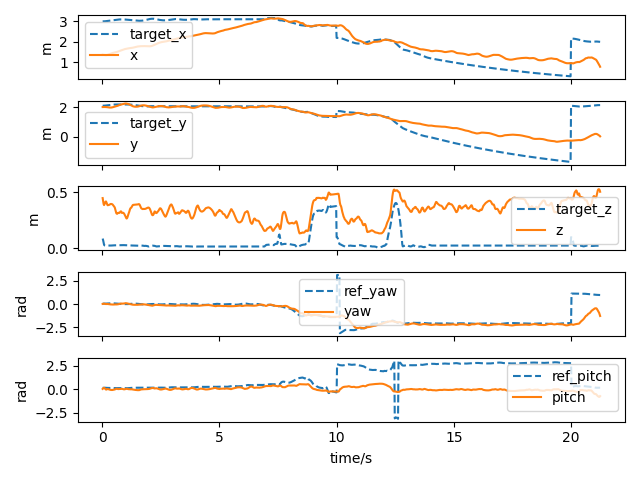 3
2
1
m
target_x
x
2
0
m
target_y
y
0.5
0.0
m
target_z
z
2.5
0.0
−2.5
rad
ref_yaw
yaw
2.5
0.0
−2.5
rad
ref_pitch
pitch
0 5 10 15 20
time/s